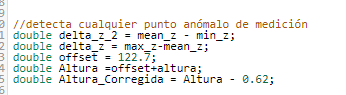 //detecta cualquier punto anómalo de medición
double delta_z_2 = mean_z - min_z;
double delta_z = max_z-mean_z;
double offset = 122.7;
double Altura =offset+altura;
double Altura_Corregida = Altura - 0.62;